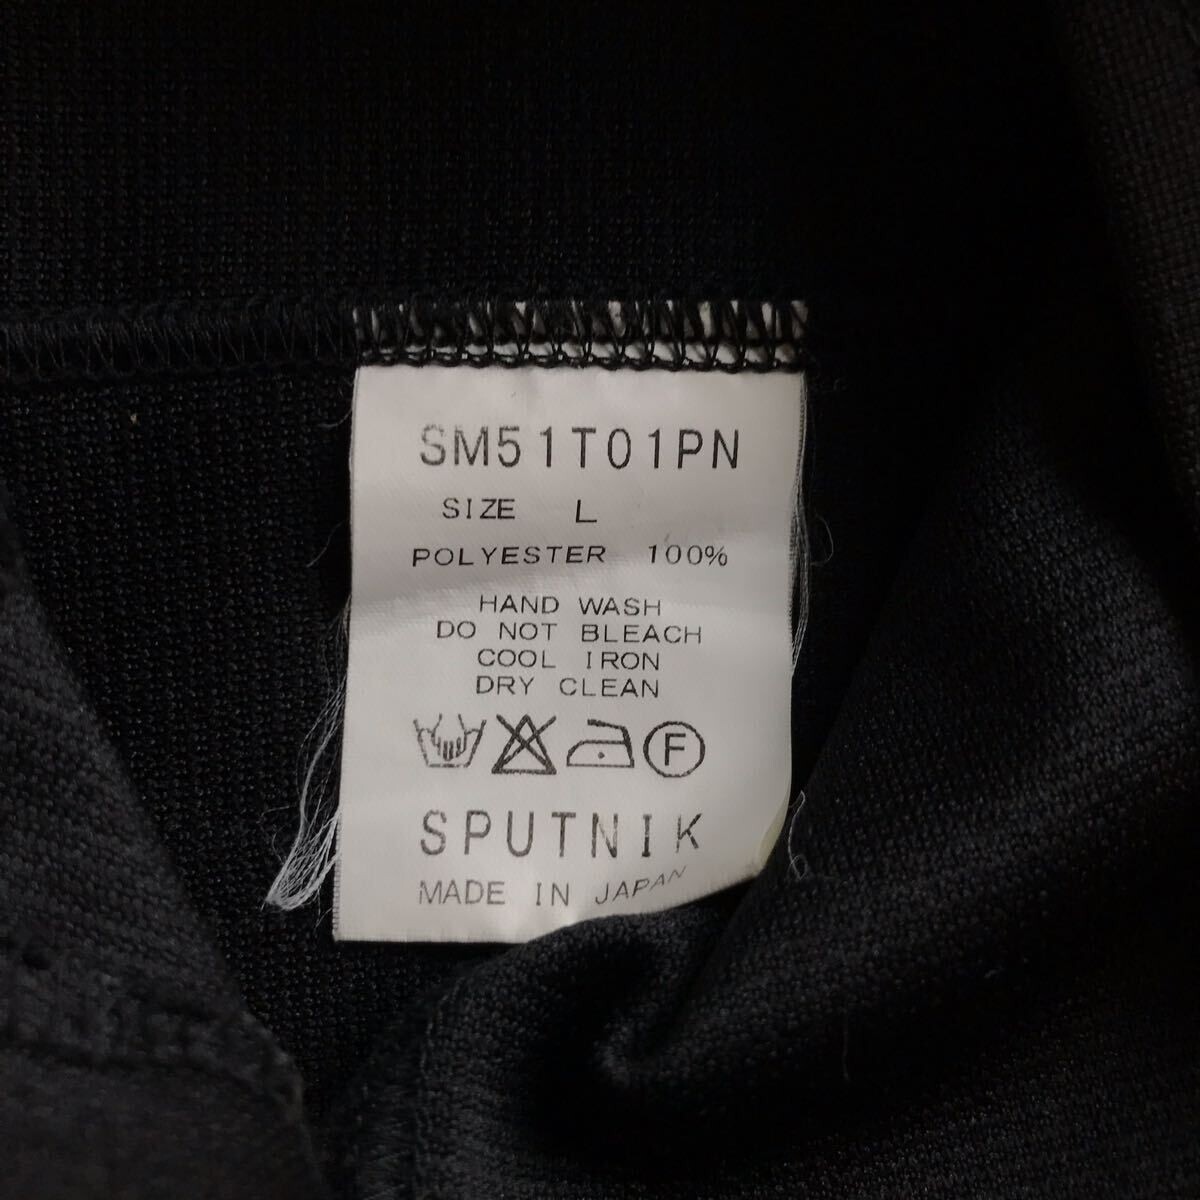 SM51T01PN
SIZE L
POLYESTER 100%
HAND WASH
DO NOT BLEACH
COOL IRON
DRY CLEAN
F
SPUTNIK
MADE IN JAPAN